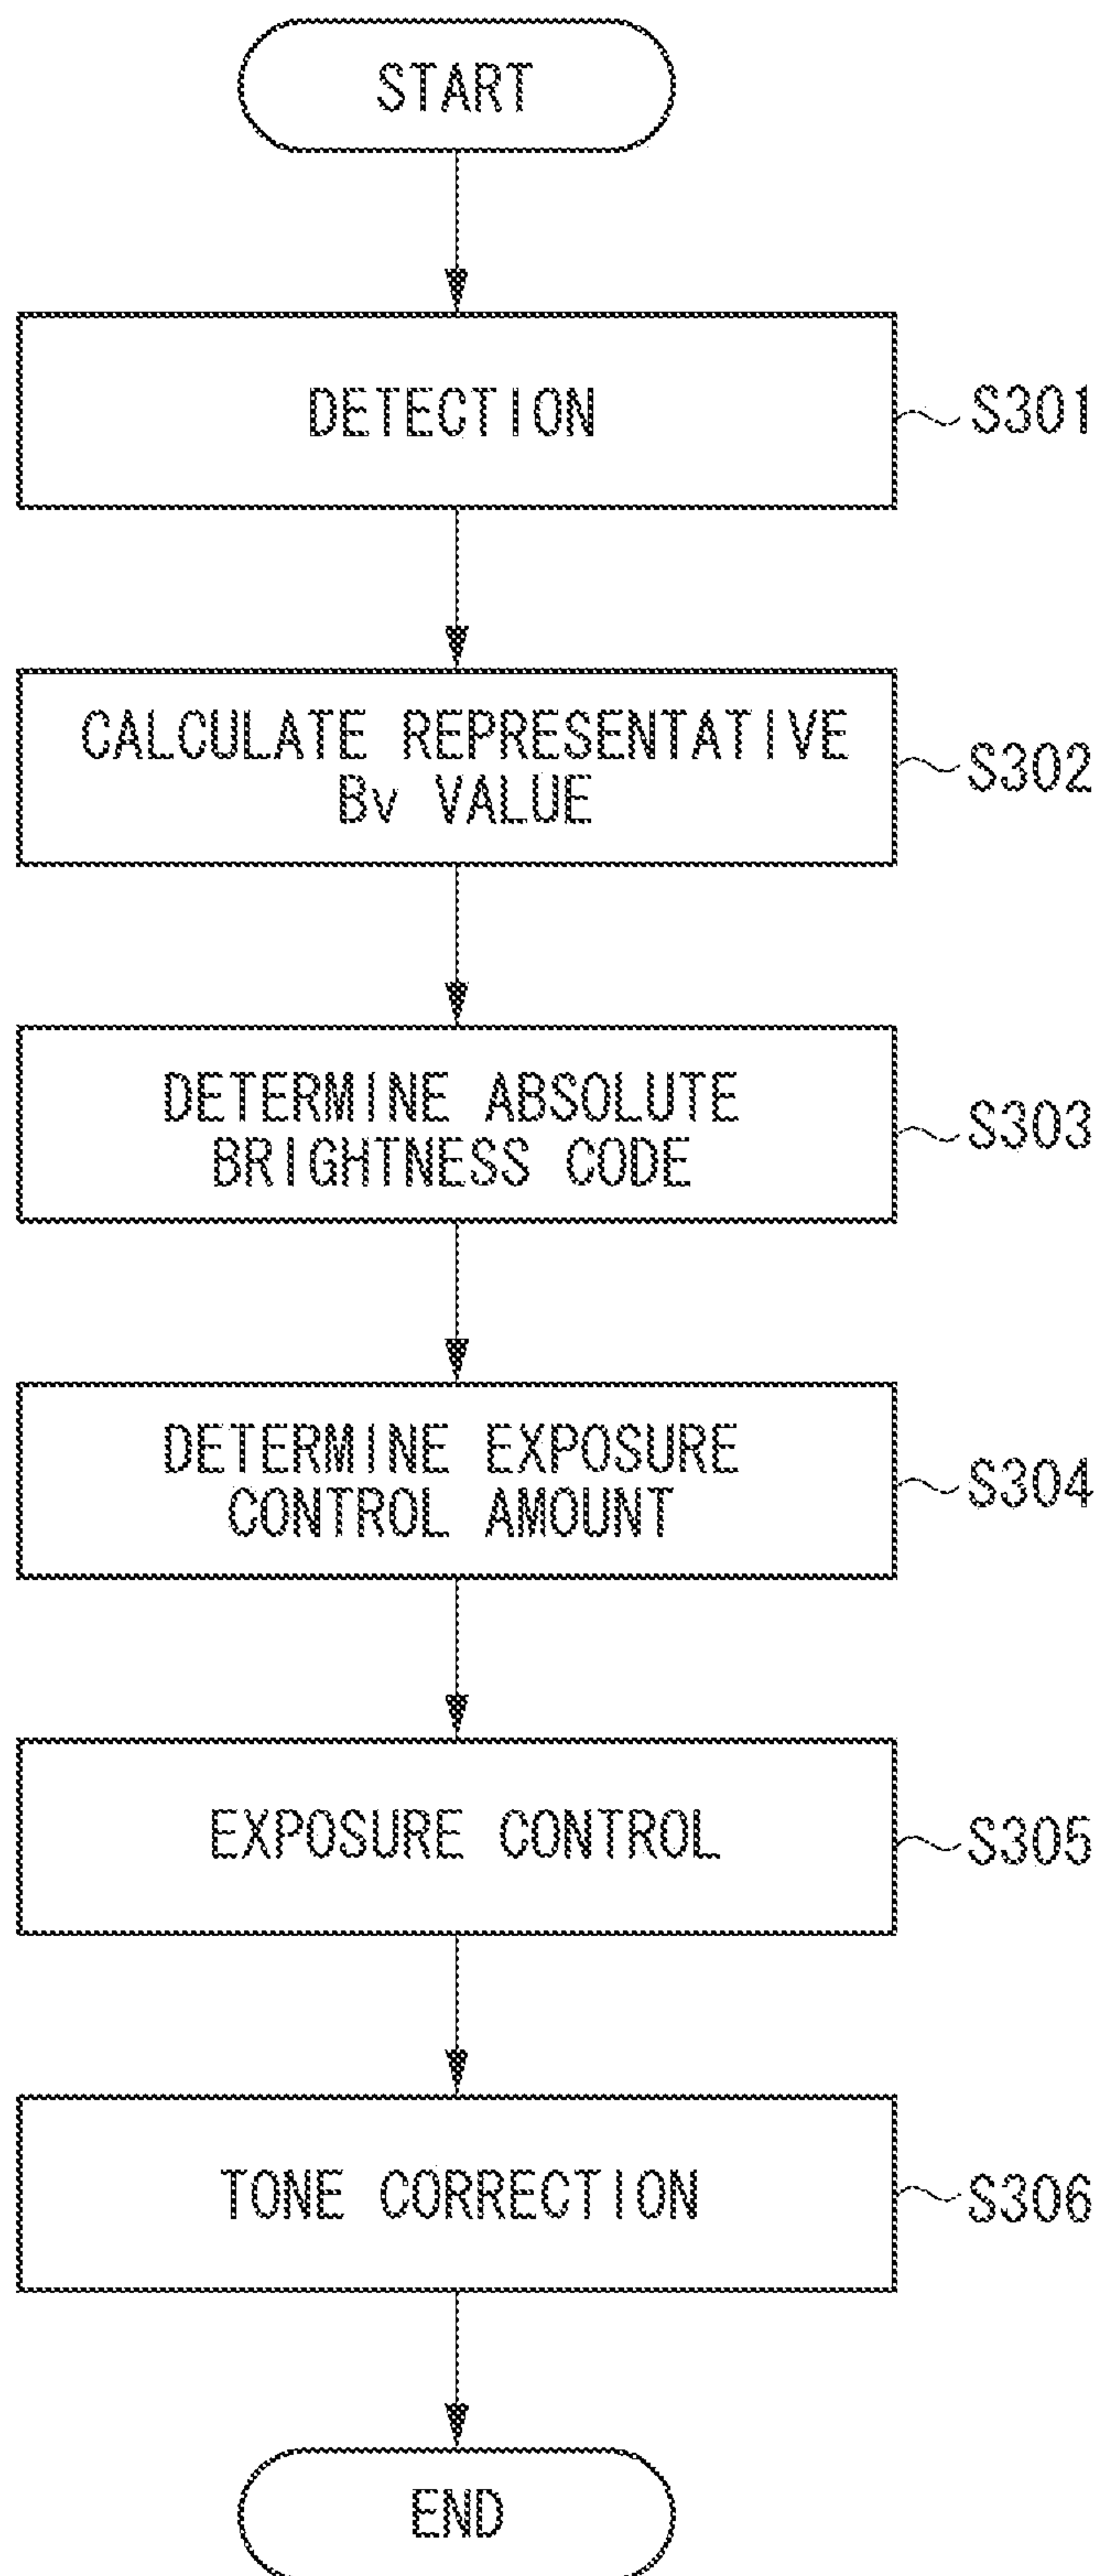 START
DETECTION
S301
CALCULATE REPRESENTATIVE
Bv VALUE
S302
DETERMINE ABSOLUTE
BRIGHTNESS CODE
S303
DETERMINE EXPOSURE
CONTROL AMOUNT
S304
EXPOSURE CONTROL
S305
TONE CORRECTION
S306
END